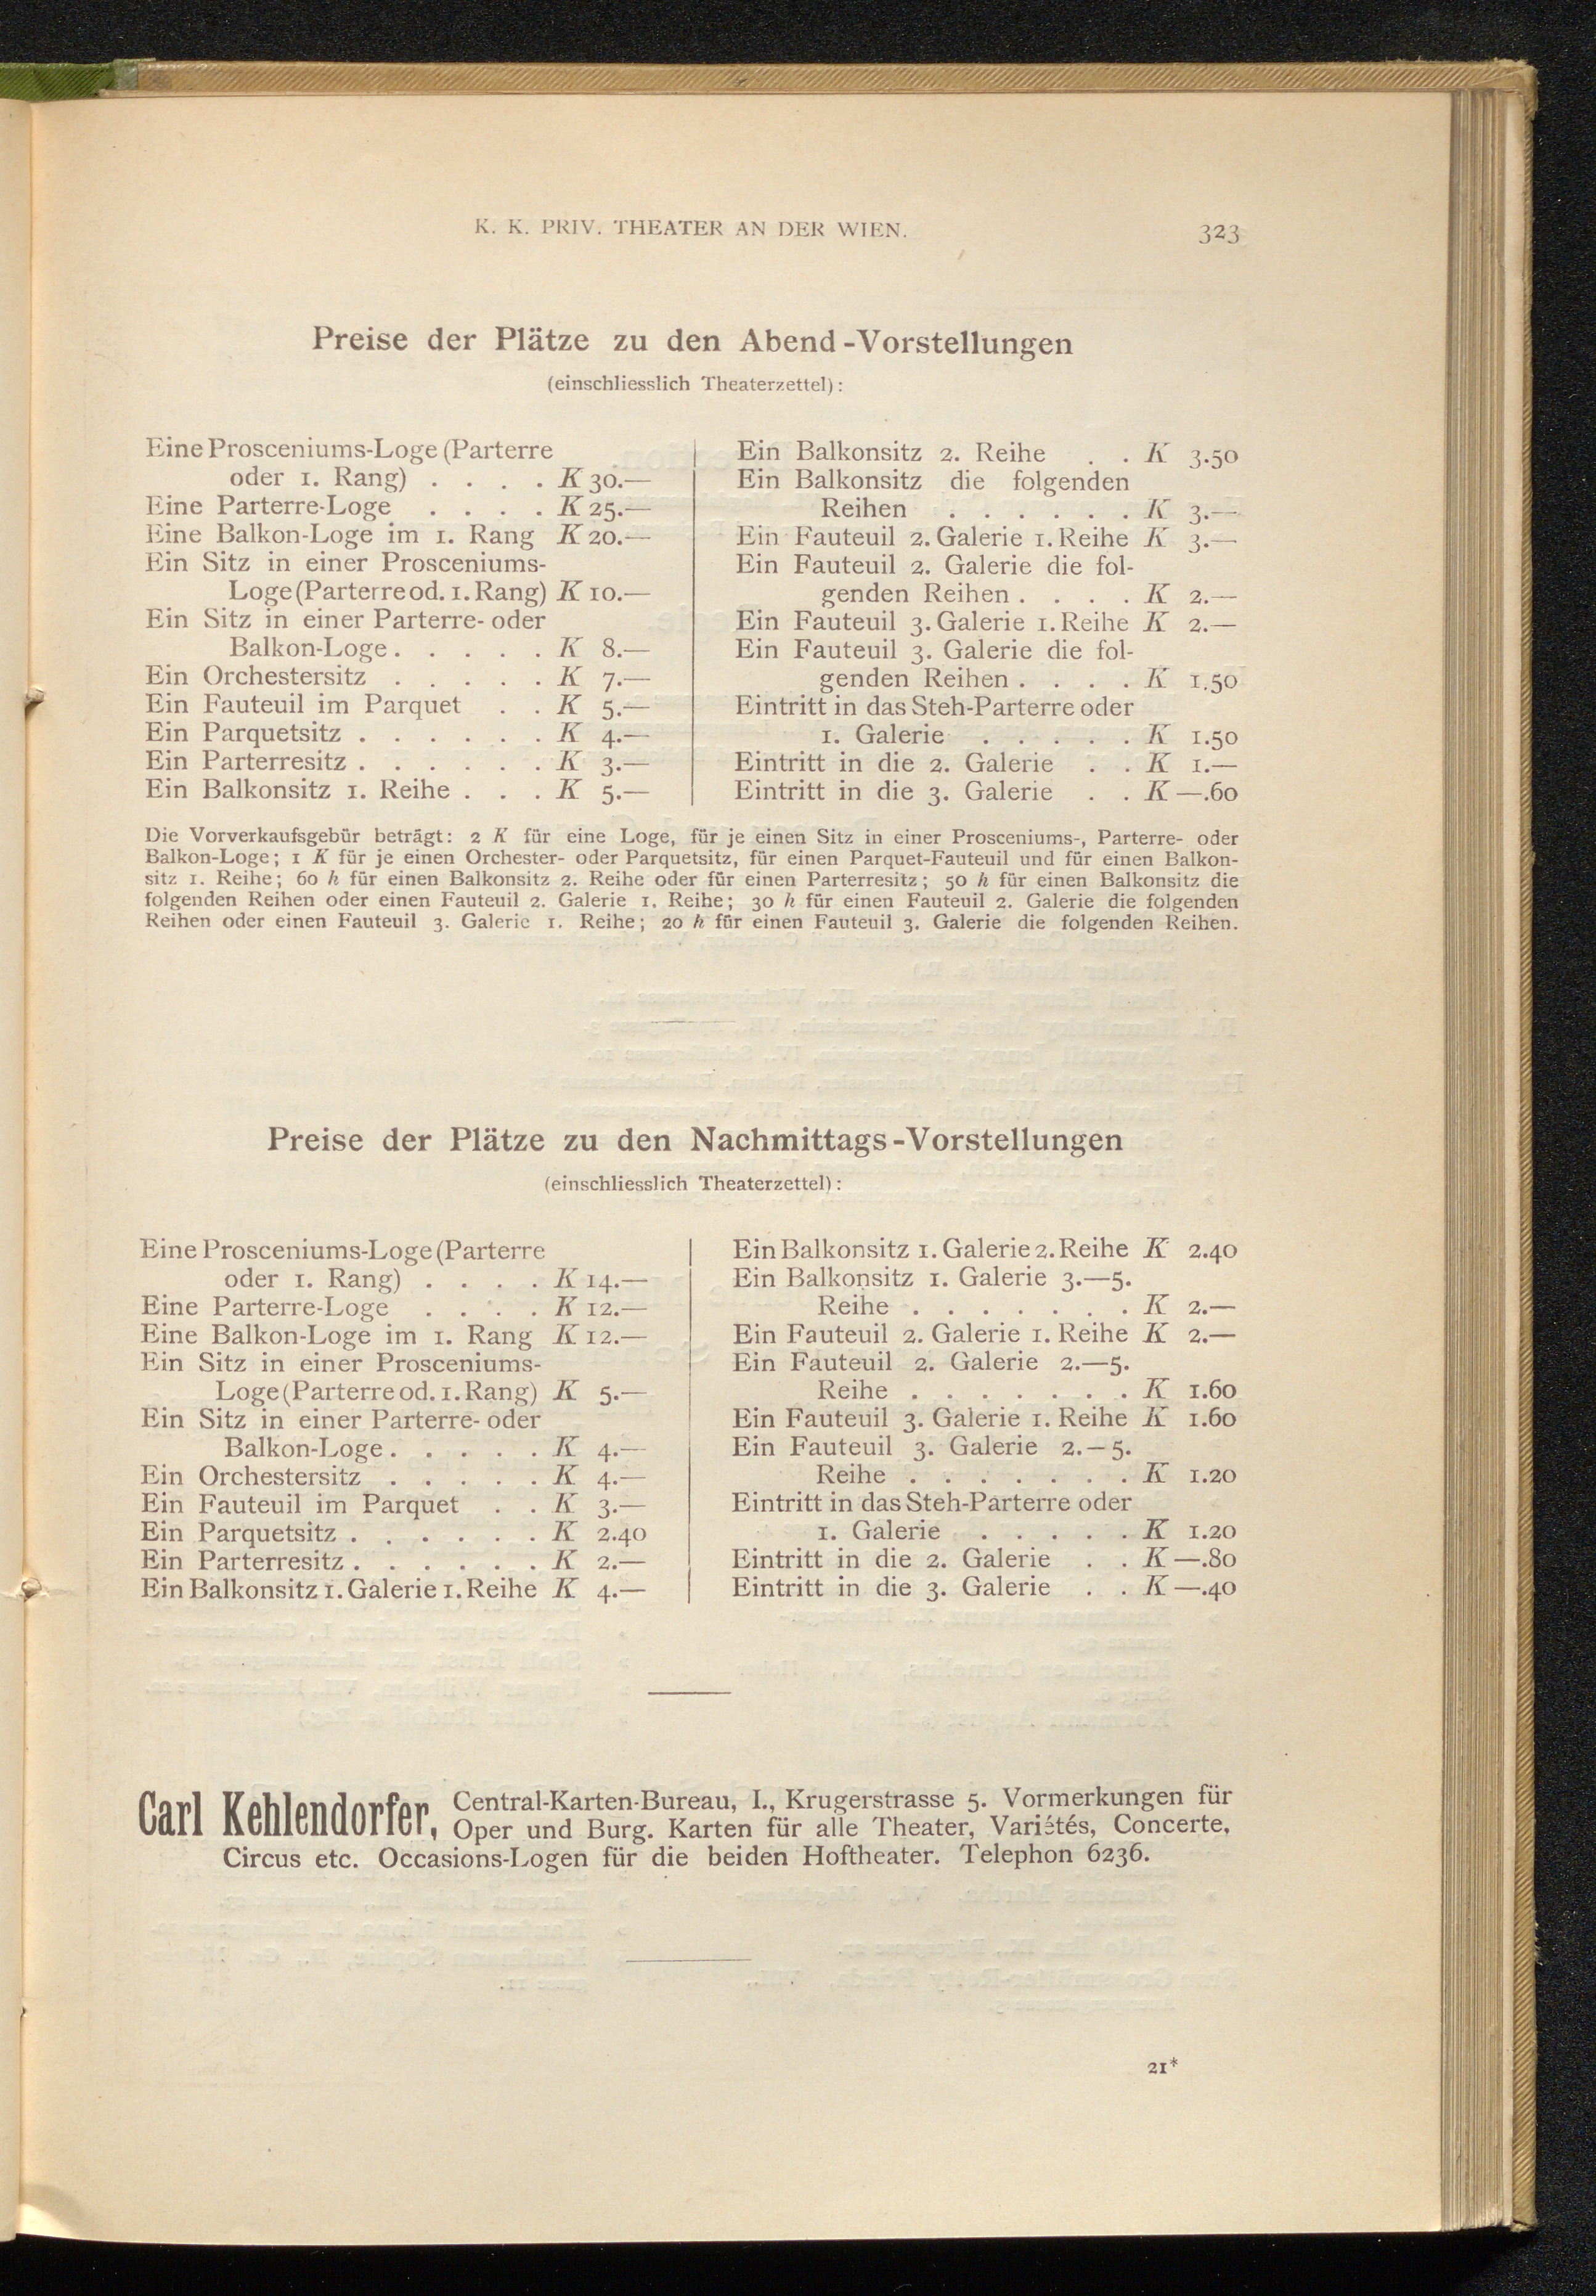 K. K. PRIV. THEATER AN DER WIEN.
323
Preise der Plätze zu den Abend-Vorstellungen
(einschliesslich Theaterzettel):
Eine Prosceniums-Loge (Parterre
oder 1. Rang) . . . . K 30.—
Eine Parterre-Loge . . . . K 25.—
Eine Balkon-Loge im 1. Rang K 20.—
Ein Sitz in einer Prosceniums-
Loge (Parterre od. 1. Rang) K 10.—
Ein Sitz in einer Parterre- oder
Balkon-Loge . . . . . K 8.—
Ein Orchestersitz . . . . . K 7.—
Ein Fauteuil im Parquet . . K 5.—
Ein Parquetsitz . . . . . . K 4.—
Ein Parterresitz . . . . . . K 3.—
Ein Balkonsitz 1. Reihe . . . K 5.—
Ein Balkonsitz 2. Reihe . . K 3.50
Ein Balkonsitz die folgenden
Reihen . . . . . . K 3.—
Ein Fauteuil 2. Galerie 1. Reihe K 3.—
Ein Fauteuil 2. Galerie die fol-
genden Reihen . . . . K 2.—
Ein Fauteuil 3. Galerie 1. Reihe K 2.—
Ein Fauteuil 3. Galerie die fol-
genden Reihen . . . . K 1.50
Eintritt in das Steh-Parterre oder
1. Galerie . . . . . K 1.50
Eintritt in die 2. Galerie . . K 1.—
Eintritt in die 3. Galerie . . K —.60
Die Vorverkaufsgebür beträgt: 2 K für eine Loge, für je einen Sitz in einer Prosceniums-, Parterre- oder
Balkon-Loge; 1 K für je einen Orchester- oder Parquetsitz, für einen Parquet-Fauteuil und für einen Balkon-
sitz 1. Reihe; 60 h für einen Balkonsitz 2. Reihe oder für einen Parterresitz; 50 h für einen Balkonsitz die
folgenden Reihen oder einen Fauteuil 2. Galerie 1. Reihe; 30 h für einen Fauteuil 2. Galerie die folgenden
Reihen oder einen Fauteuil 3. Galerie 1. Reihe; 20 h für einen Fauteuil 3. Galerie die folgenden Reihen.
Preise der Plätze zu den Nachmittags-Vorstellungen
(einschliesslich Theaterzettel):
Eine Prosceniums-Loge (Parterre
oder 1. Rang) . . . . K 14.—
Eine Parterre-Loge . . . . K 12.—
Eine Balkon-Loge im 1. Rang K 12.—
Ein Sitz in einer Prosceniums-
Loge (Parterre od. 1. Rang) K 5.—
Ein Sitz in einer Parterre- oder
Balkon-Loge . . . . . K 4.—
Ein Orchestersitz . . . . . K 4.—
Ein Fauteuil im Parquet . . K 3.—
Ein Parquetsitz . . . . . . K 2.40
Ein Parterresitz . . . . . . K 2.—
Ein Balkonsitz 1. Galerie 1. Reihe K 4.—
Ein Balkonsitz 1. Galerie 2. Reihe K 2.40
Ein Balkonsitz 1. Galerie 3.—5.
Reihe . . . . . . . K 2.—
Ein Fauteuil 2. Galerie 1. Reihe K 2.—
Ein Fauteuil 2. Galerie 2.—5.
Reihe . . . . . . . K 1.60
Ein Fauteuil 3. Galerie 1. Reihe K 1.60
Ein Fauteuil 3. Galerie 2.—5.
Reihe . . . . . . . K 1.20
Eintritt in das Steh-Parterre oder
1. Galerie . . . . . K 1.20
Eintritt in die 2. Galerie . . K —.80
Eintritt in die 3. Galerie . . K —.40
Carl Kehlendorfer, Central-Karten-Bureau, I., Krugerstrasse 5. Vormerkungen für
Oper und Burg. Karten für alle Theater, Variétés, Concerte,
Circus etc. Occasions-Logen für die beiden Hoftheater. Telephon 6236.
21*